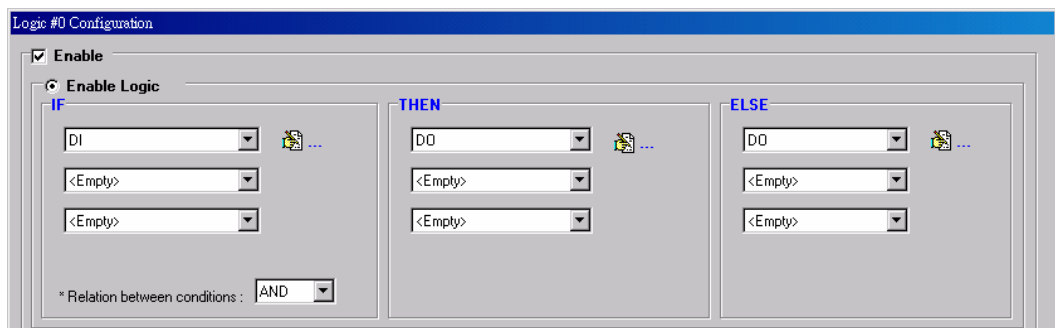 Logic #0 Configuration
Enable
Enable Logic
IF
THEN
ELSE
DI
...
DO
...
DO
...
<Empty>
<Empty>
<Empty>
<Empty>
<Empty>
<Empty>
* Relation between conditions : AND